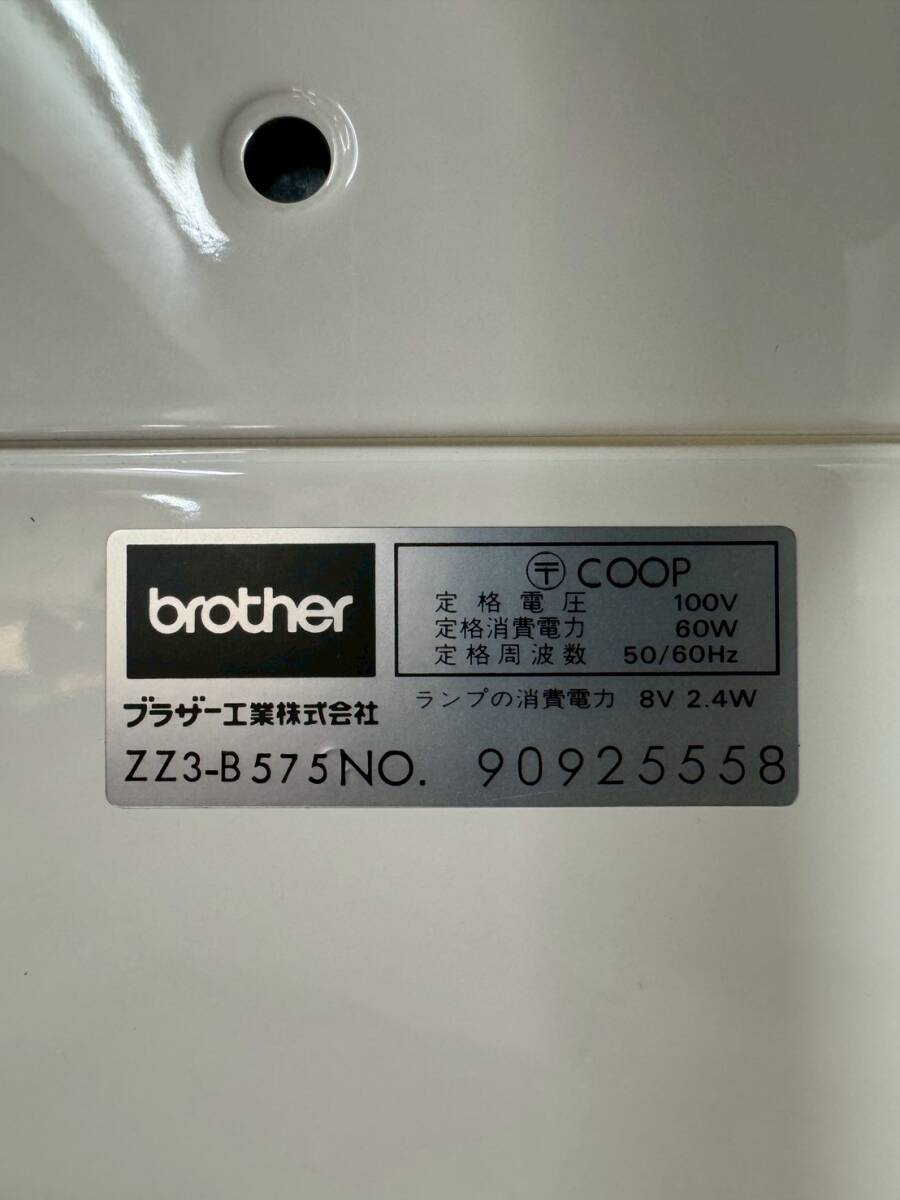 brother
ブラザー工業株式会社
〒 COOP
定格電圧 100V
定格消費電力 60W
定格周波数 50/60Hz
ランプの消費電力 8V 2.4W
ZZ3-B575 NO. 90925558